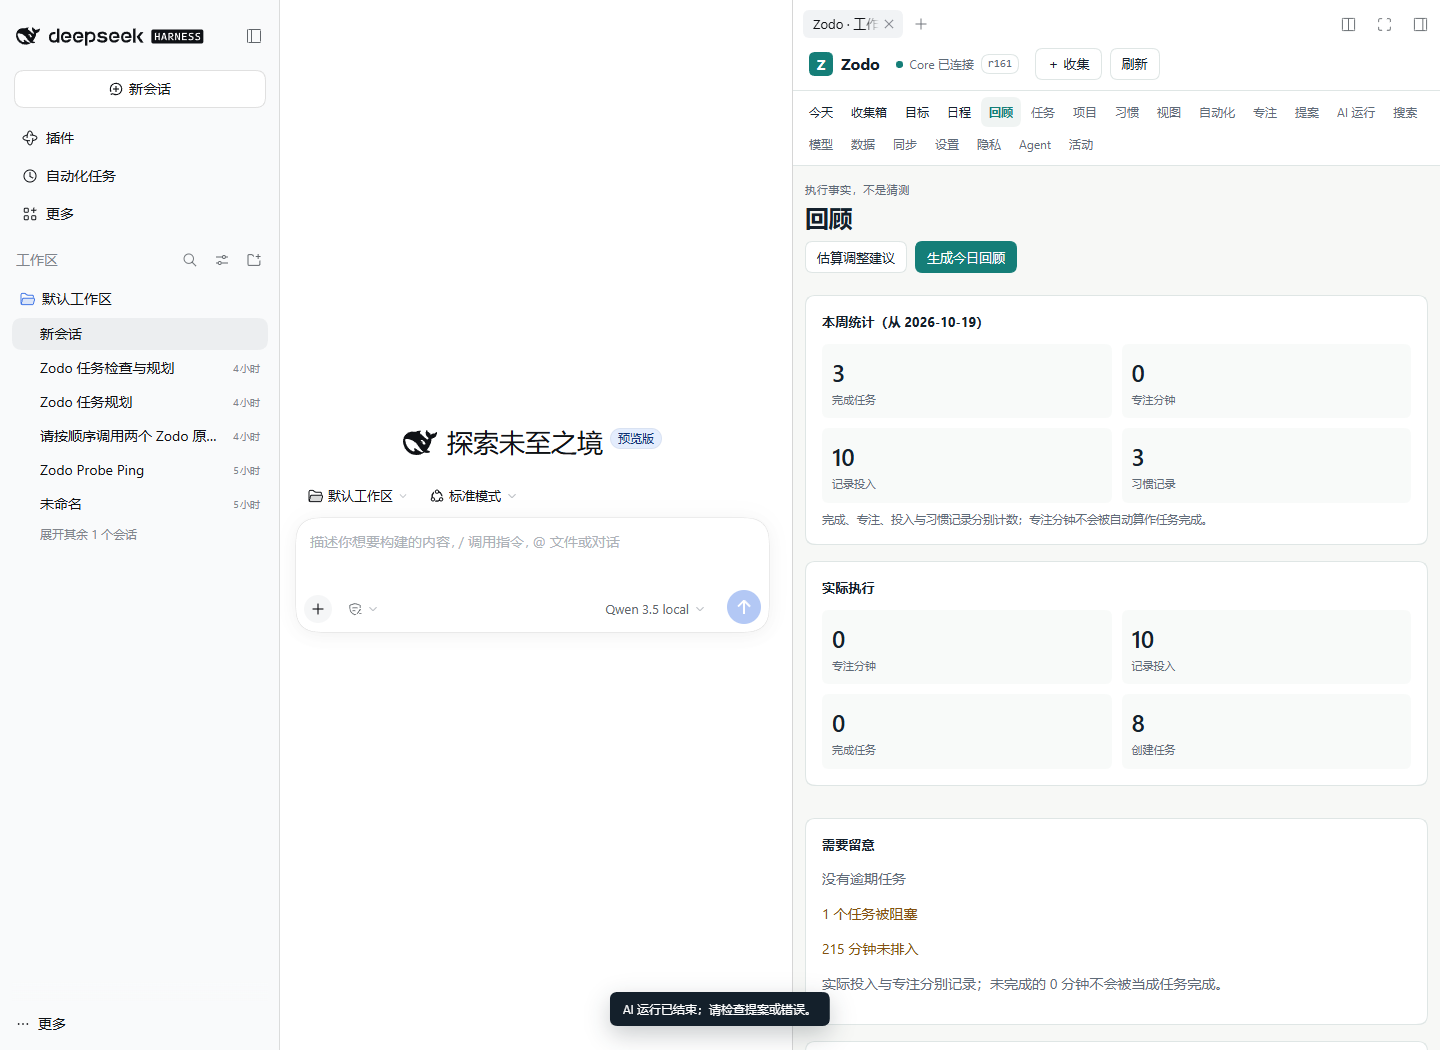 deepseek HARNESS
新会话
插件
自动化任务
更多
工作区
默认工作区
新会话
Zodo 任务检查与规划 4小时
Zodo 任务规划 4小时
请按顺序调用两个 Zodo 原... 4小时
Zodo Probe Ping 5小时
未命名 5小时
展开其余 1 个会话
更多
探索未至之境 预览版
默认工作区 标准模式
描述你想要构建的内容, / 调用指令, @ 文件或对话
Qwen 3.5 local
Zodo · 工作
Z Zodo Core 已连接 r161 + 收集 刷新
今天 收集箱 目标 日程 回顾 任务 项目 习惯 视图 自动化 专注 提案 AI 运行 搜索
模型 数据 同步 设置 隐私 Agent 活动
执行事实，不是猜测
回顾
估算调整建议 生成今日回顾
本周统计（从 2026-10-19）
3 完成任务
0 专注分钟
10 记录投入
3 习惯记录
完成、专注、投入与习惯记录分别计数；专注分钟不会被自动算作任务完成。
实际执行
0 专注分钟
10 记录投入
0 完成任务
8 创建任务
需要留意
没有逾期任务
1 个任务被阻塞
215 分钟未排入
实际投入与专注分别记录；未完成的 0 分钟不会被当成任务完成。
AI 运行已结束；请检查提案或错误。